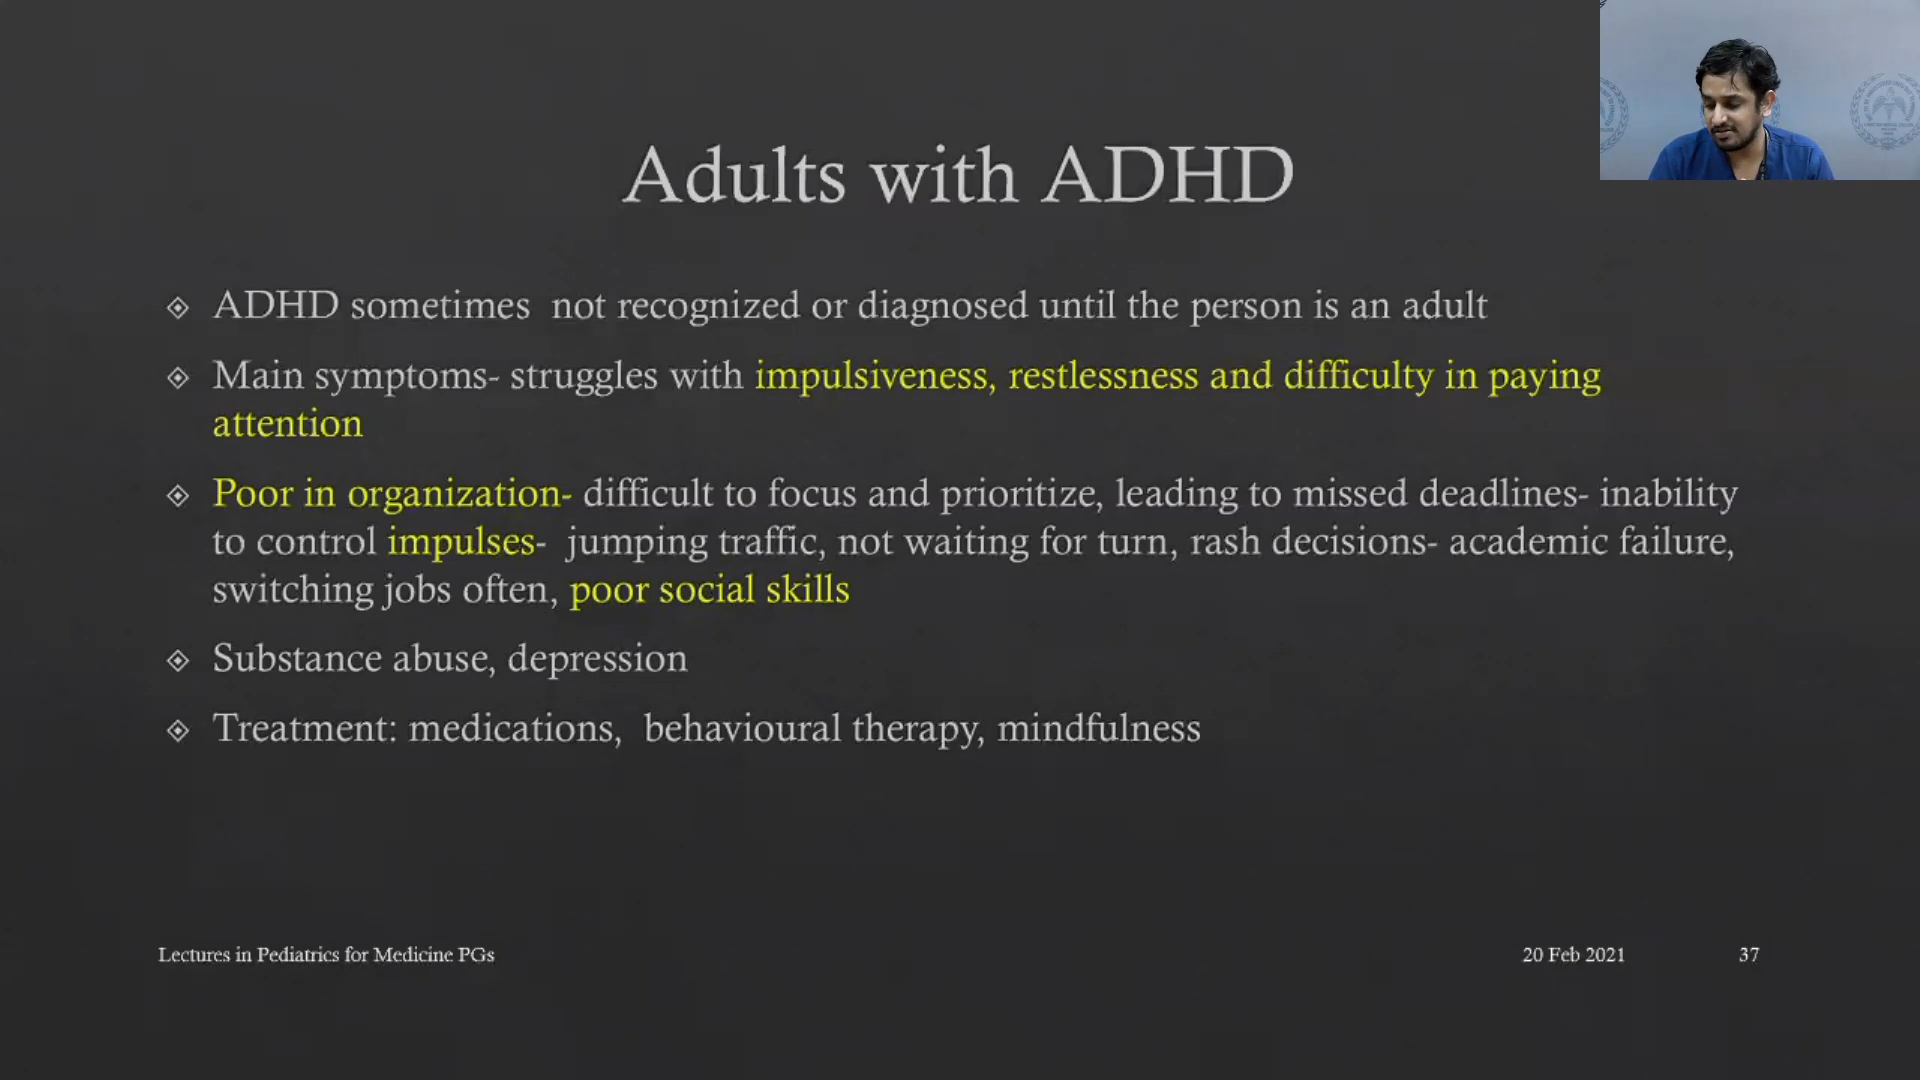 Adults with ADHD
ADHD sometimes not recognized or diagnosed until the person is an adult
Main symptoms- struggles with impulsiveness, restlessness and difficulty in paying
attention
Poor in organization- difficult to focus and prioritize, leading to missed deadlines- inability
to control impulses- jumping traffic, not waiting for turn, rash decisions- academic failure,
switching jobs often, poor social skills
Substance abuse, depression
Treatment: medications, behavioural therapy, mindfulness
Lectures in Pediatrics for Medicine PGs
20 Feb 2021
37